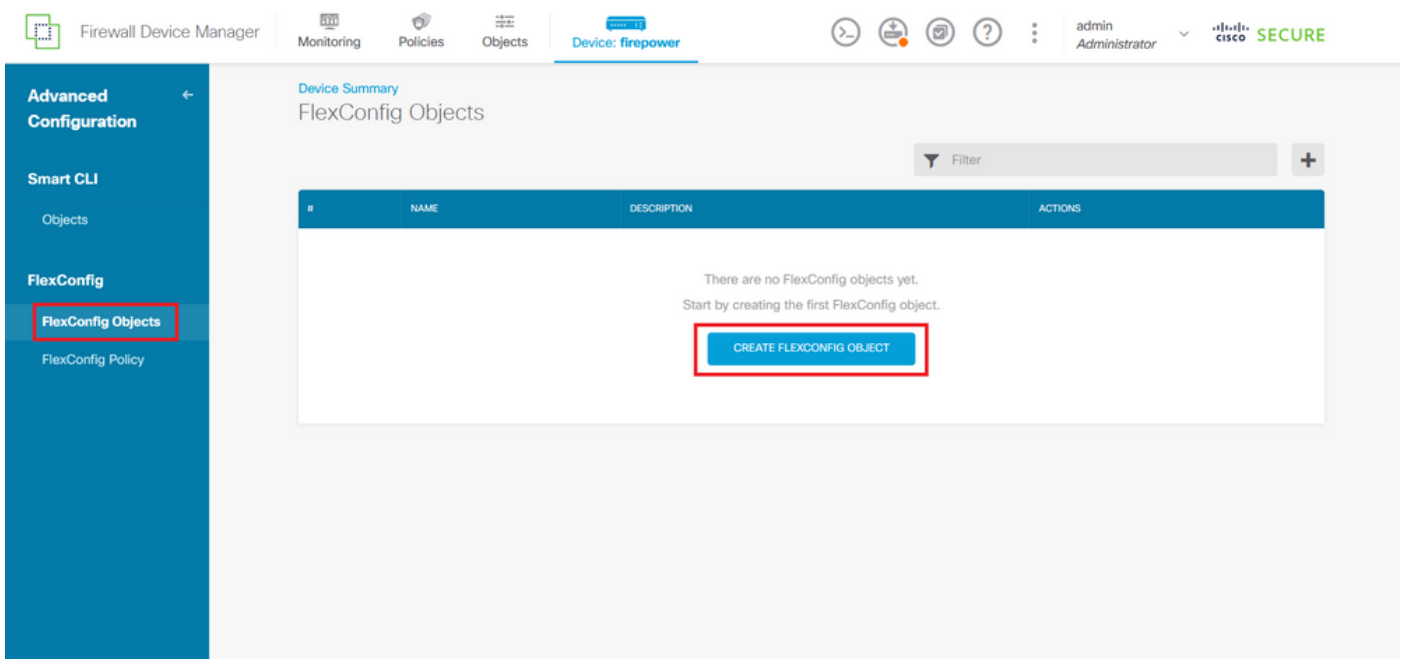 Firewall Device Manager
Monitoring
Policies
Objects
Device: firepower
admin
Administrator
cisco SECURE
Advanced
Configuration
Smart CLI
Objects
FlexConfig
FlexConfig Objects
FlexConfig Policy
Device Summary
FlexConfig Objects
Filter
# NAME DESCRIPTION ACTIONS
There are no FlexConfig objects yet.
Start by creating the first FlexConfig object.
CREATE FLEXCONFIG OBJECT